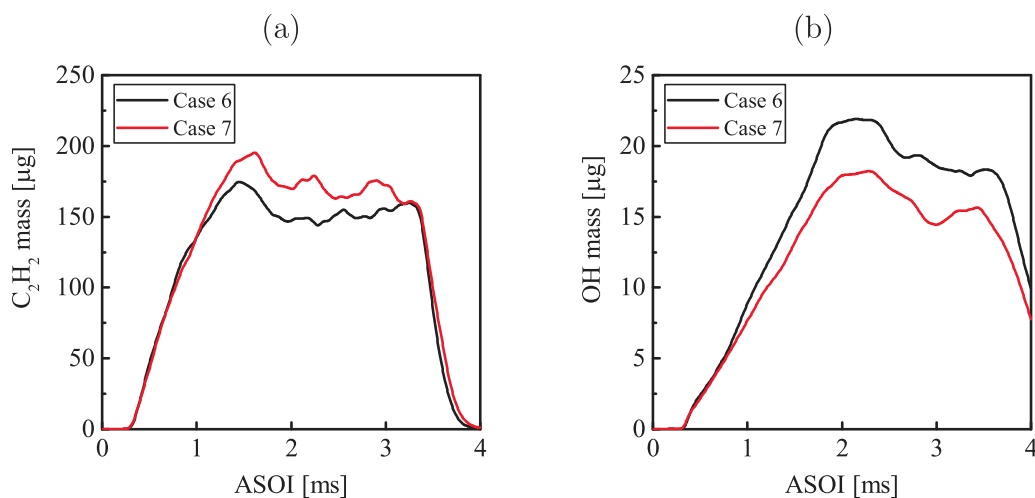 (a)
C₂H₂ mass [µg]
250
200
150
100
50
0
Case 6
Case 7
0 1 2 3 4
ASOI [ms]
(b)
OH mass [µg]
25
20
15
10
5
0
Case 6
Case 7
0 1 2 3 4
ASOI [ms]